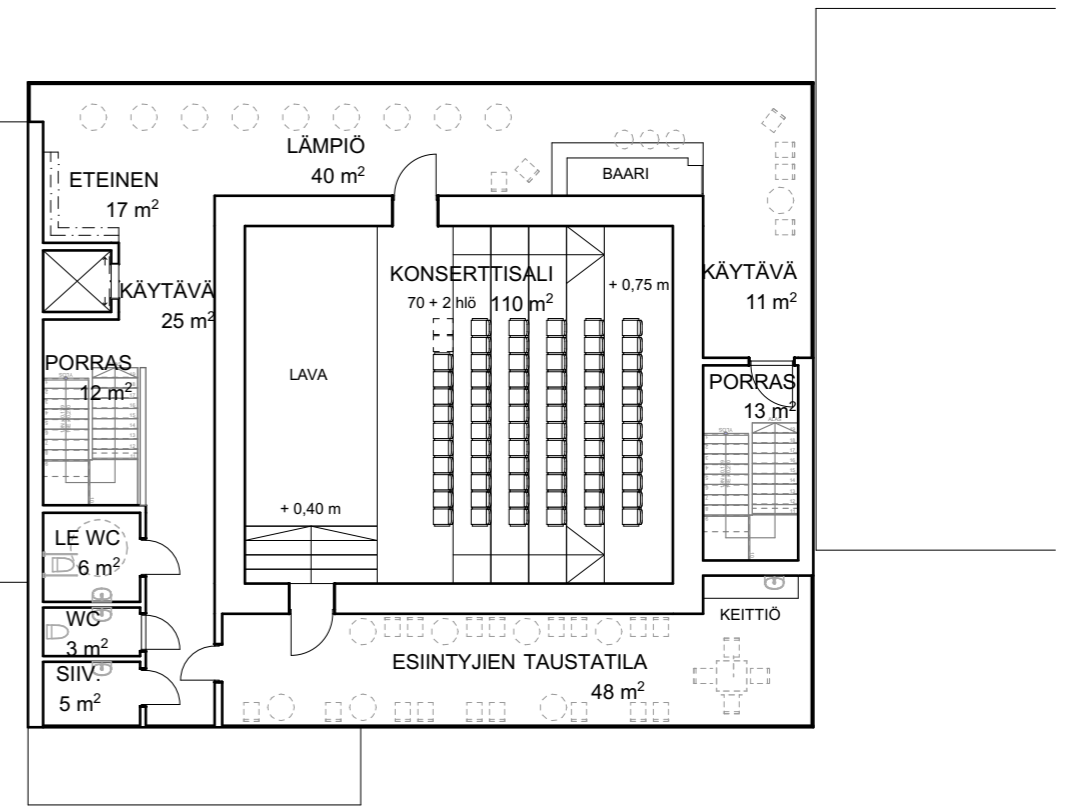 LÄMPIÖ
40 m²
BAARI
ETEINEN
17 m²
KÄYTÄVÄ
25 m²
KONSERTTISALI
70 + 2 hlö 110 m²
+ 0,75 m
KÄYTÄVÄ
11 m²
PORRAS
12 m²
LAVA
PORRAS
13 m²
+ 0,40 m
LE WC
6 m²
WC
3 m²
SIIV.
5 m²
KEITTIÖ
ESIINTYJIEN TAUSTATILA
48 m²